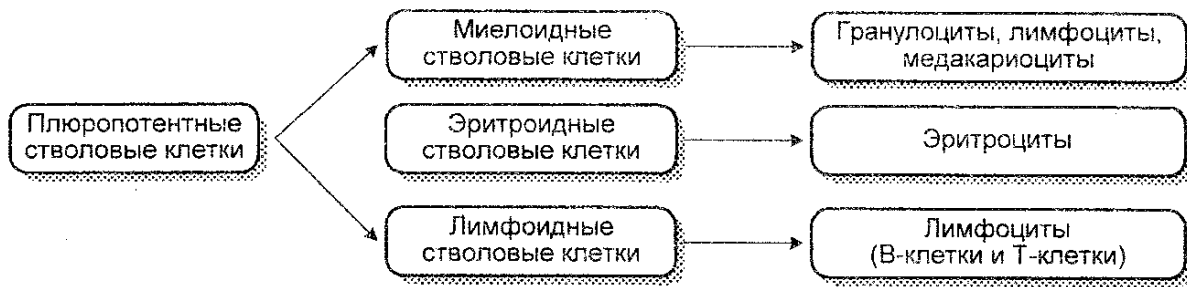 Миелоидные
стволовые клетки
Гранулоциты, лимфоциты,
медакариоциты
Плюропотентные
стволовые клетки
Эритроидные
стволовые клетки
Эритроциты
Лимфоидные
стволовые клетки
Лимфоциты
(В-клетки и Т-клетки)